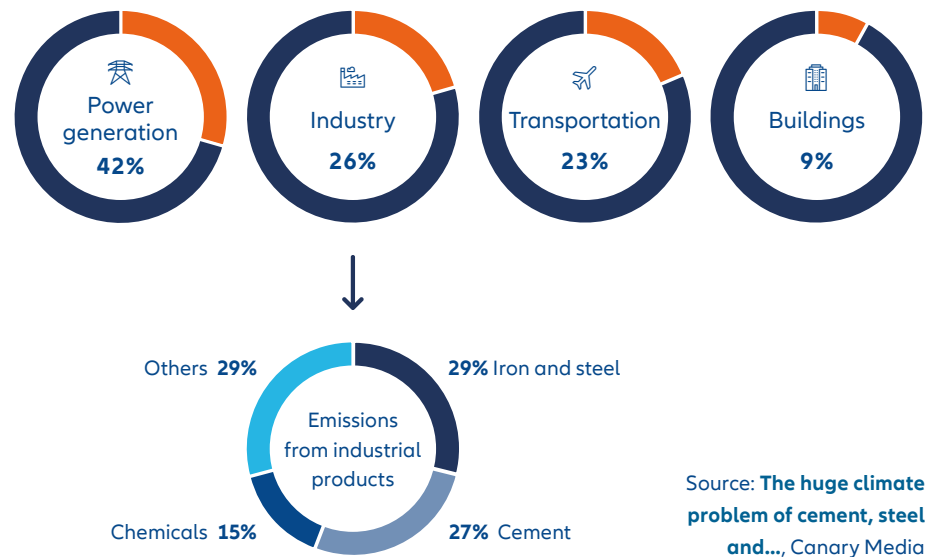 Power
generation
42%
Industry
26%
Transportation
23%
Buildings
9%
Others 29%
29% Iron and steel
Emissions
from industrial
products
Chemicals 15%
27% Cement
Source: The huge climate
problem of cement, steel
and..., Canary Media